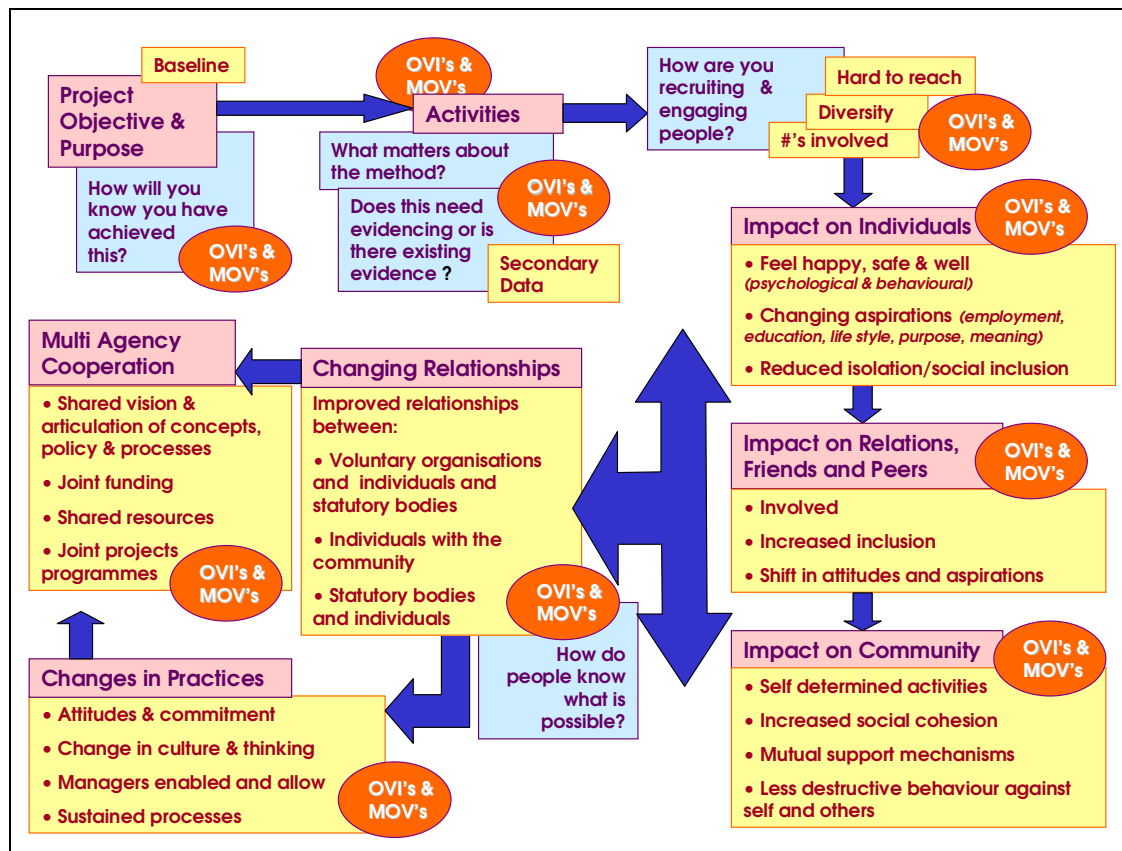 Baseline
Project
Objective &
Purpose
How will you
know you have
achieved
this?
OVI's &
MOV's
OVI's &
MOV's
Activities
What matters about
the method?
OVI's &
MOV's
Does this need
evidencing or is
there existing
evidence ?
Secondary
Data
How are you
recruiting &
engaging
people?
Hard to reach
Diversity
#'s involved
OVI's &
MOV's
Impact on Individuals
OVI's &
MOV's
• Feel happy, safe & well
(psychological & behavioural)
• Changing aspirations (employment,
education, life style, purpose, meaning)
• Reduced isolation/social inclusion
Impact on Relations,
Friends and Peers
OVI's &
MOV's
• Involved
• Increased inclusion
• Shift in attitudes and aspirations
Impact on Community
OVI's &
MOV's
• Self determined activities
• Increased social cohesion
• Mutual support mechanisms
• Less destructive behaviour against
self and others
Changing Relationships
Improved relationships
between:
• Voluntary organisations
and individuals and
statutory bodies
• Individuals with the
community
• Statutory bodies
and individuals
OVI's &
MOV's
How do
people know
what is
possible?
Multi Agency
Cooperation
• Shared vision &
articulation of concepts,
policy & processes
• Joint funding
• Shared resources
• Joint projects
programmes
OVI's &
MOV's
Changes in Practices
• Attitudes & commitment
• Change in culture & thinking
• Managers enabled and allow
• Sustained processes
OVI's &
MOV's